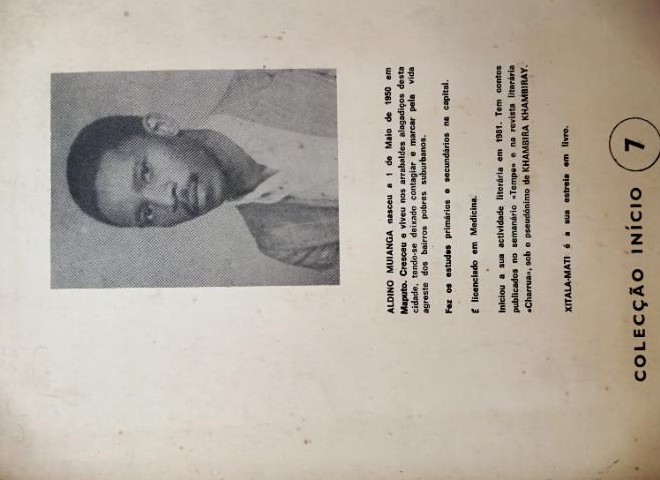 ALDINO MUIANGA nasceu a 1 de Maio de 1950 em
Maputo. Cresceu e viveu nos arrabaldes alagadiços desta
cidade, tendo-se deixado contagiar e marcar pela vida
agreste dos bairros pobres suburbanos.
Fez os estudos primários e secundários na capital.
É licenciado em Medicina.
Iniciou a sua actividade literária em 1981. Tem contos
publicados no semanário «Tempo» e na revista literária
«Charrua», sob o pseudónimo de KHAMBIRA KHAMBIRAY.
XITALA-MATI é a sua estreia em livro.
COLECÇÃO INÍCIO 7